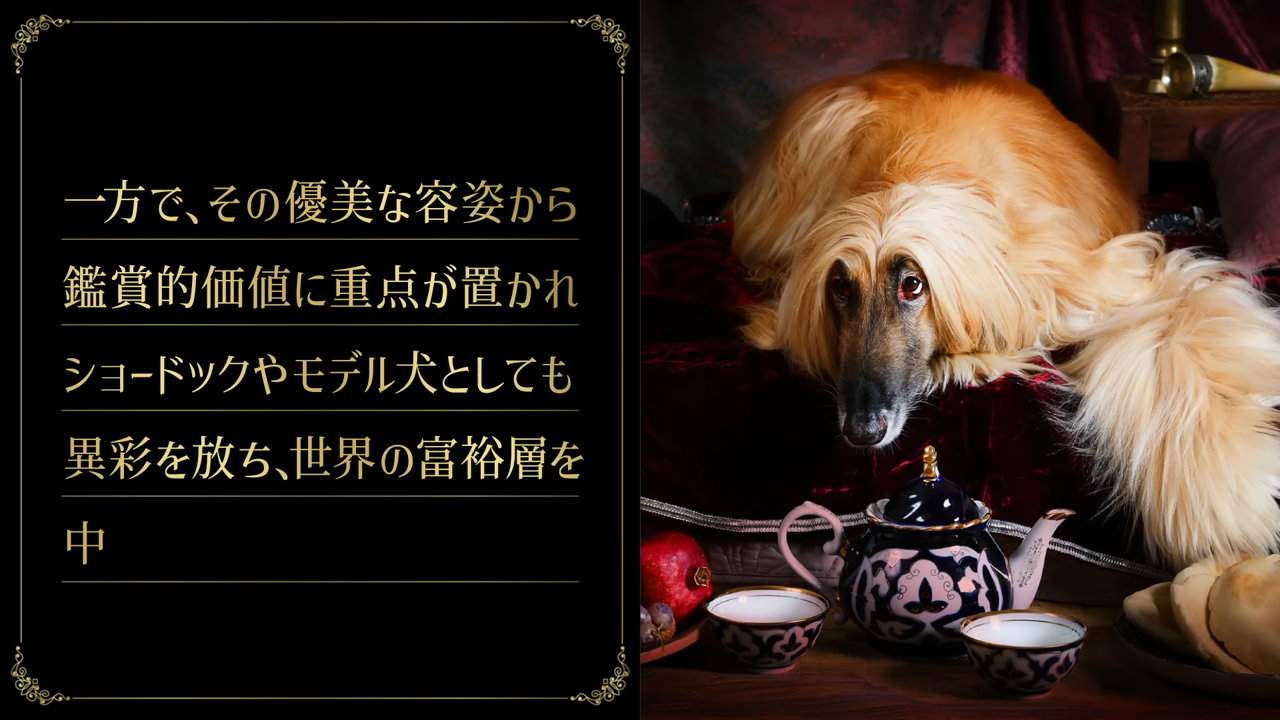 一方で、その優美な容姿から
鑑賞的価値に重点が置かれ
ショードックやモデル犬としても
異彩を放ち、世界の富裕層を
中